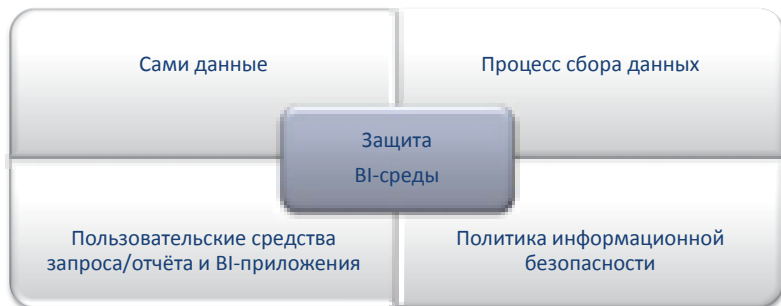 Сами данные
Процесс сбора данных
Защита
BI-среды
Пользовательские средства
запроса/отчёта и BI-приложения
Политика информационной
безопасности